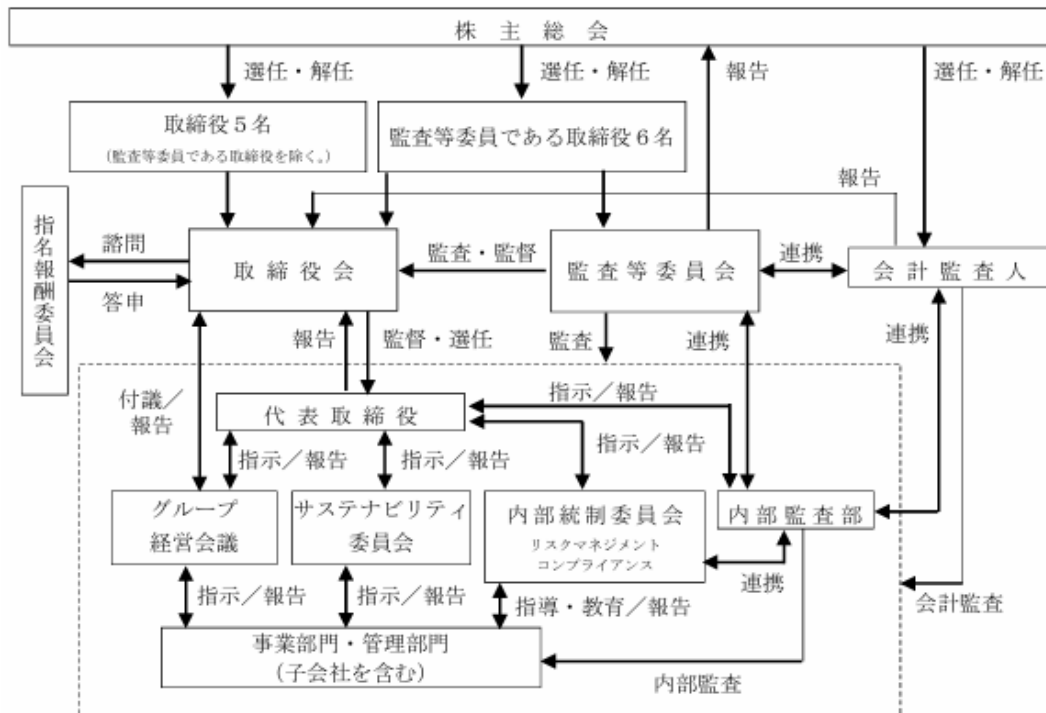 株主総会
選任・解任
選任・解任
報告
選任・解任
取締役5名
(監査等委員である取締役を除く。)
監査等委員である取締役6名
報告
指名報酬委員会
諮問
答申
取締役会
監査・監督
監査等委員会
連携
会計監査人
報告
監督・選任
監査
連携
連携
付議/
報告
代表取締役
指示/報告
指示/報告
指示/報告
指示/報告
グループ
経営会議
サステナビリティ
委員会
内部統制委員会
リスクマネジメント
コンプライアンス
内部監査部
連携
指示/報告
指示/報告
指導・教育/報告
会計監査
事業部門・管理部門
(子会社を含む)
内部監査